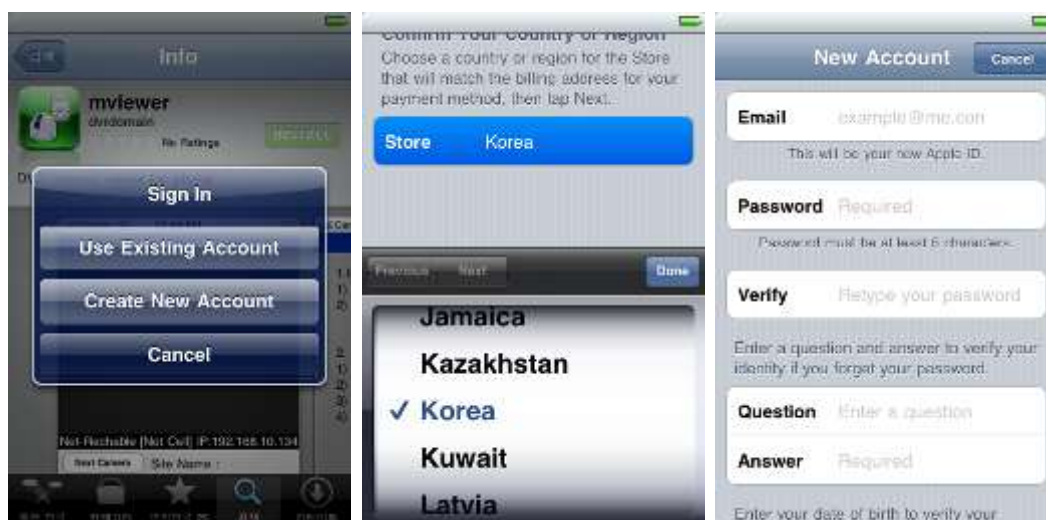 Info
mviewer
dvrdomain
No Ratings
Sign In
Use Existing Account
Create New Account
Cancel
Not-Rechable [Not Cell] IP:192.168.10.134
Site Name :
Confirm Your Country or Region
Choose a country or region for the Store
that will match the billing address for your
payment method, then tap Next.
Store Korea
Previous Next Done
Jamaica
Kazakhstan
✓ Korea
Kuwait
Latvia
New Account Cancel
Email example@me.com
This will be your new Apple ID.
Password Required
Password must be at least 6 characters.
Verify Retype your password
Enter a question and answer to verify your
identity if you forget your password.
Question Enter a question
Answer Required
Enter your date of birth to verify your